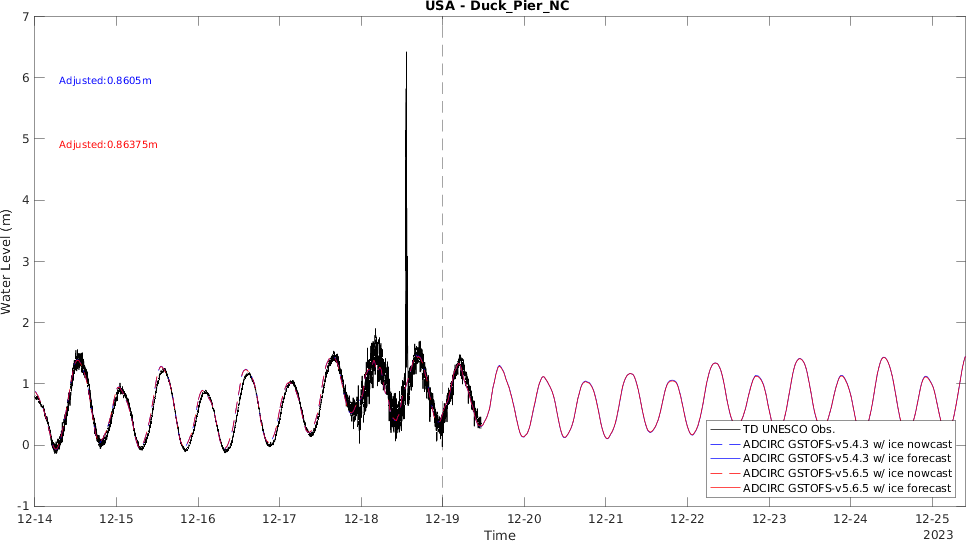 USA - Duck_Pier_NC
Water Level (m)
7
6
5
4
3
2
1
0
-1
Adjusted:0.8605m
Adjusted:0.86375m
TD UNESCO Obs.
ADCIRC GSTOFS-v5.4.3 w/ ice nowcast
ADCIRC GSTOFS-v5.4.3 w/ ice forecast
ADCIRC GSTOFS-v5.6.5 w/ ice nowcast
ADCIRC GSTOFS-v5.6.5 w/ ice forecast
12-14 12-15 12-16 12-17 12-18 12-19 12-20 12-21 12-22 12-23 12-24 12-25
2023
Time